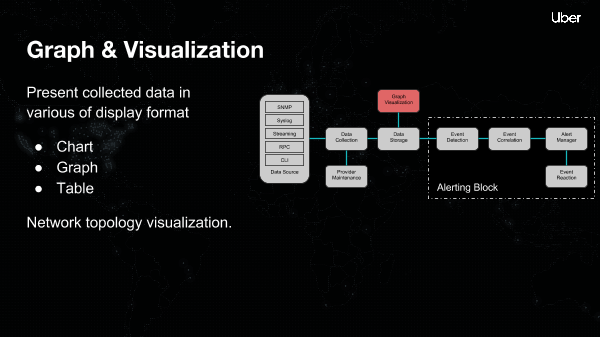 Uber
Graph & Visualization
Present collected data in
various of display format
● Chart
● Graph
● Table
Network topology visualization.
SNMP
Syslog
Streaming
RPC
CLI
Data Source
Data
Collection
Provider
Maintenance
Graph
Visualization
Data
Storage
Event
Detection
Event
Correlation
Alert
Manager
Event
Reaction
Alerting Block